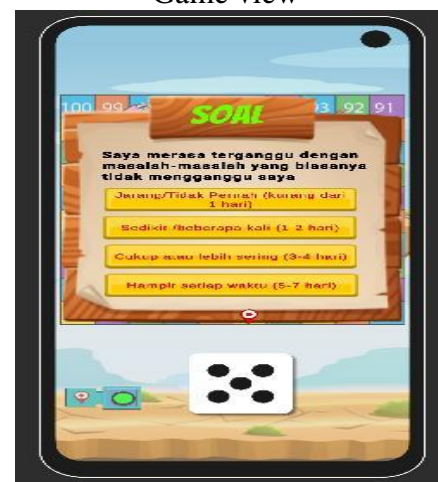 Game view
100 99 93 92 91
SOAL
Saya merasa terganggu dengan
masalah-masalah yang biasanya
tidak mengganggu saya
Jarang/Tidak Pernah (kurang dari
1 hari)
Sedikit /beberapa kali (1-2 hari)
Cukup atau lebih sering (3-4 hari)
Hampir setiap waktu (5-7 hari)